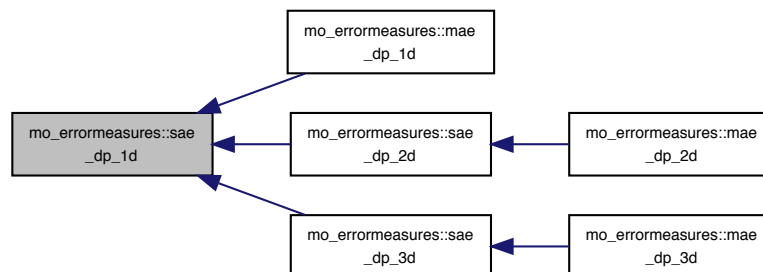 mo_errormeasures::mae
_dp_1d
mo_errormeasures::sae
_dp_1d
mo_errormeasures::sae
_dp_2d
mo_errormeasures::mae
_dp_2d
mo_errormeasures::sae
_dp_3d
mo_errormeasures::mae
_dp_3d